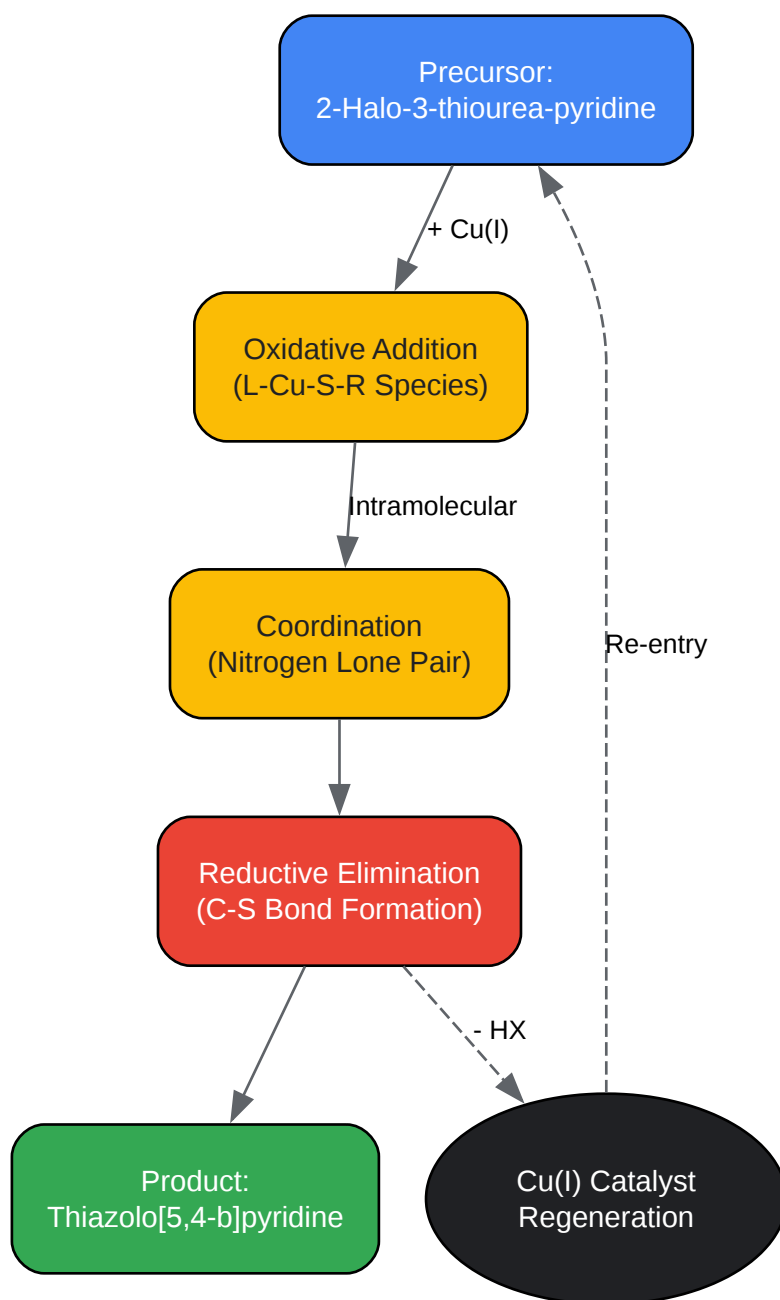 Precursor:
2-Halo-3-thiourea-pyridine
+ Cu(I)
Oxidative Addition
(L-Cu-S-R Species)
Intramolecular
Coordination
(Nitrogen Lone Pair)
Re-entry
Reductive Elimination
(C-S Bond Formation)
- HX
Product:
Thiazolo[5,4-b]pyridine
Cu(I) Catalyst
Regeneration